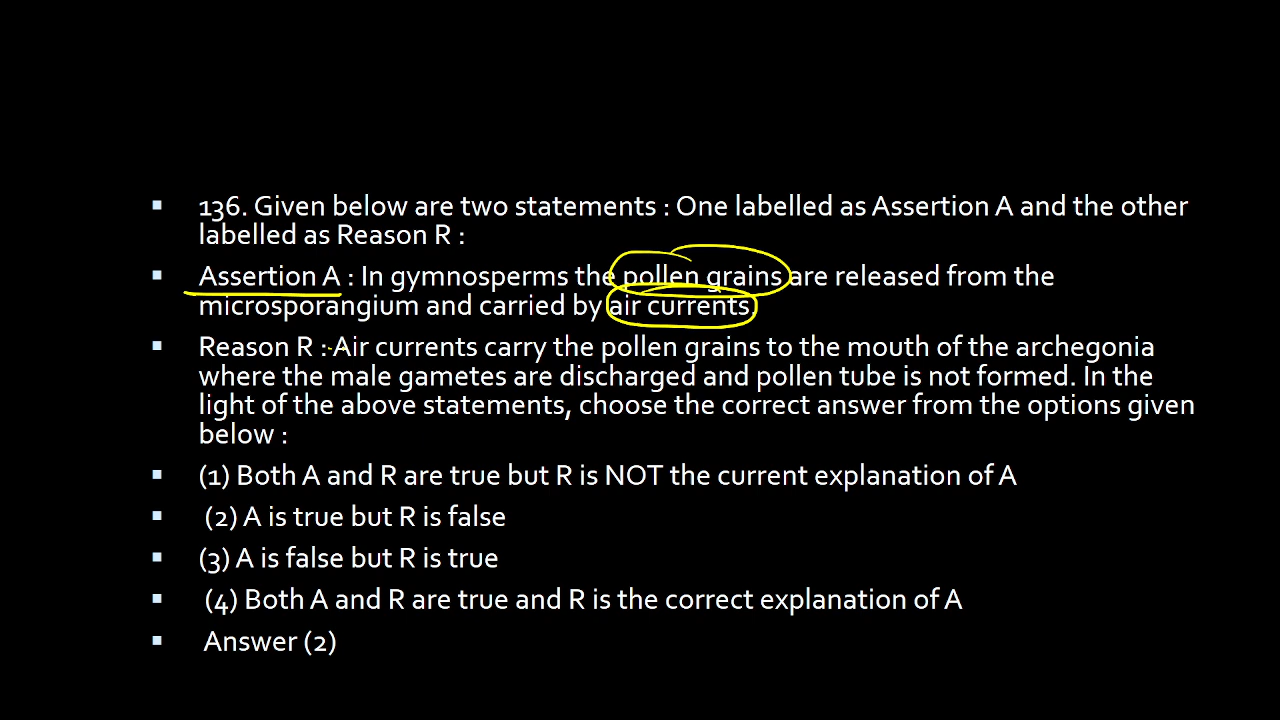 ▪ 136. Given below are two statements : One labelled as Assertion A and the other
labelled as Reason R :
▪ Assertion A : In gymnosperms the pollen grains are released from the
microsporangium and carried by air currents.
▪ Reason R : Air currents carry the pollen grains to the mouth of the archegonia
where the male gametes are discharged and pollen tube is not formed. In the
light of the above statements, choose the correct answer from the options given
below :
▪ (1) Both A and R are true but R is NOT the current explanation of A
▪ (2) A is true but R is false
▪ (3) A is false but R is true
▪ (4) Both A and R are true and R is the correct explanation of A
▪ Answer (2)